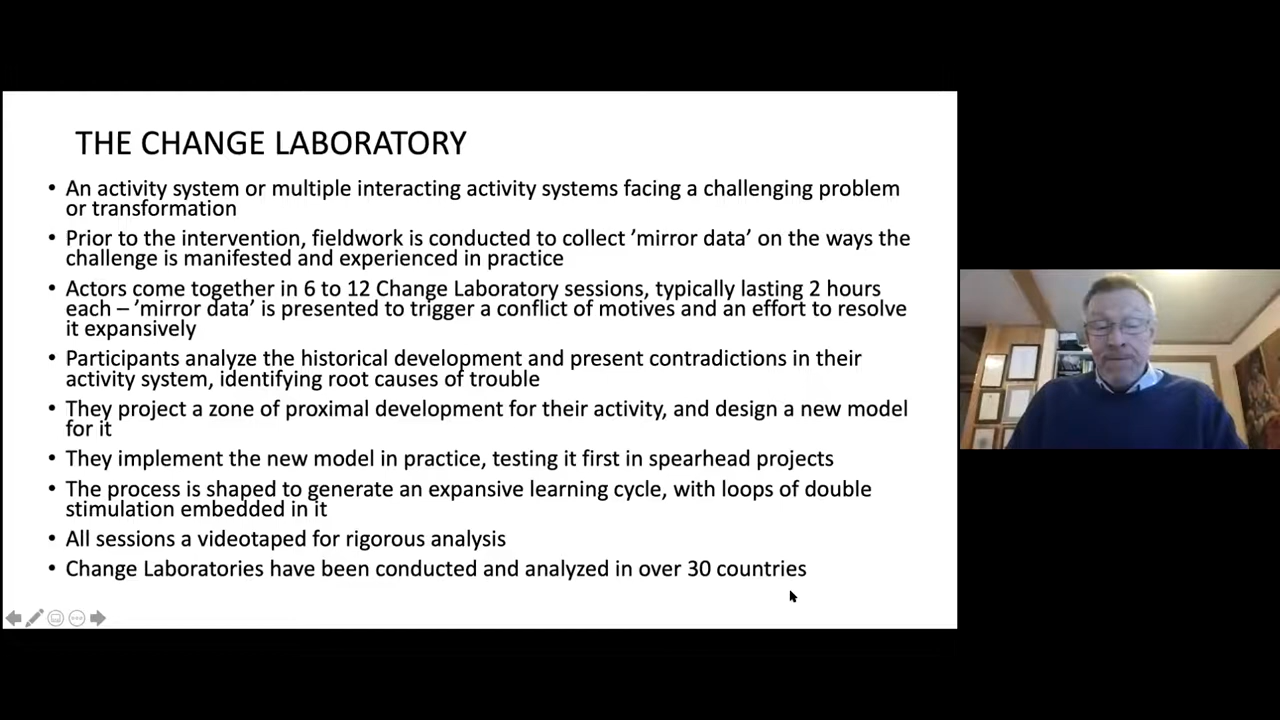 THE CHANGE LABORATORY
• An activity system or multiple interacting activity systems facing a challenging problem
or transformation
• Prior to the intervention, fieldwork is conducted to collect ’mirror data’ on the ways the
challenge is manifested and experienced in practice
• Actors come together in 6 to 12 Change Laboratory sessions, typically lasting 2 hours
each – ’mirror data’ is presented to trigger a conflict of motives and an effort to resolve
it expansively
• Participants analyze the historical development and present contradictions in their
activity system, identifying root causes of trouble
• They project a zone of proximal development for their activity, and design a new model
for it
• They implement the new model in practice, testing it first in spearhead projects
• The process is shaped to generate an expansive learning cycle, with loops of double
stimulation embedded in it
• All sessions a videotaped for rigorous analysis
• Change Laboratories have been conducted and analyzed in over 30 countries